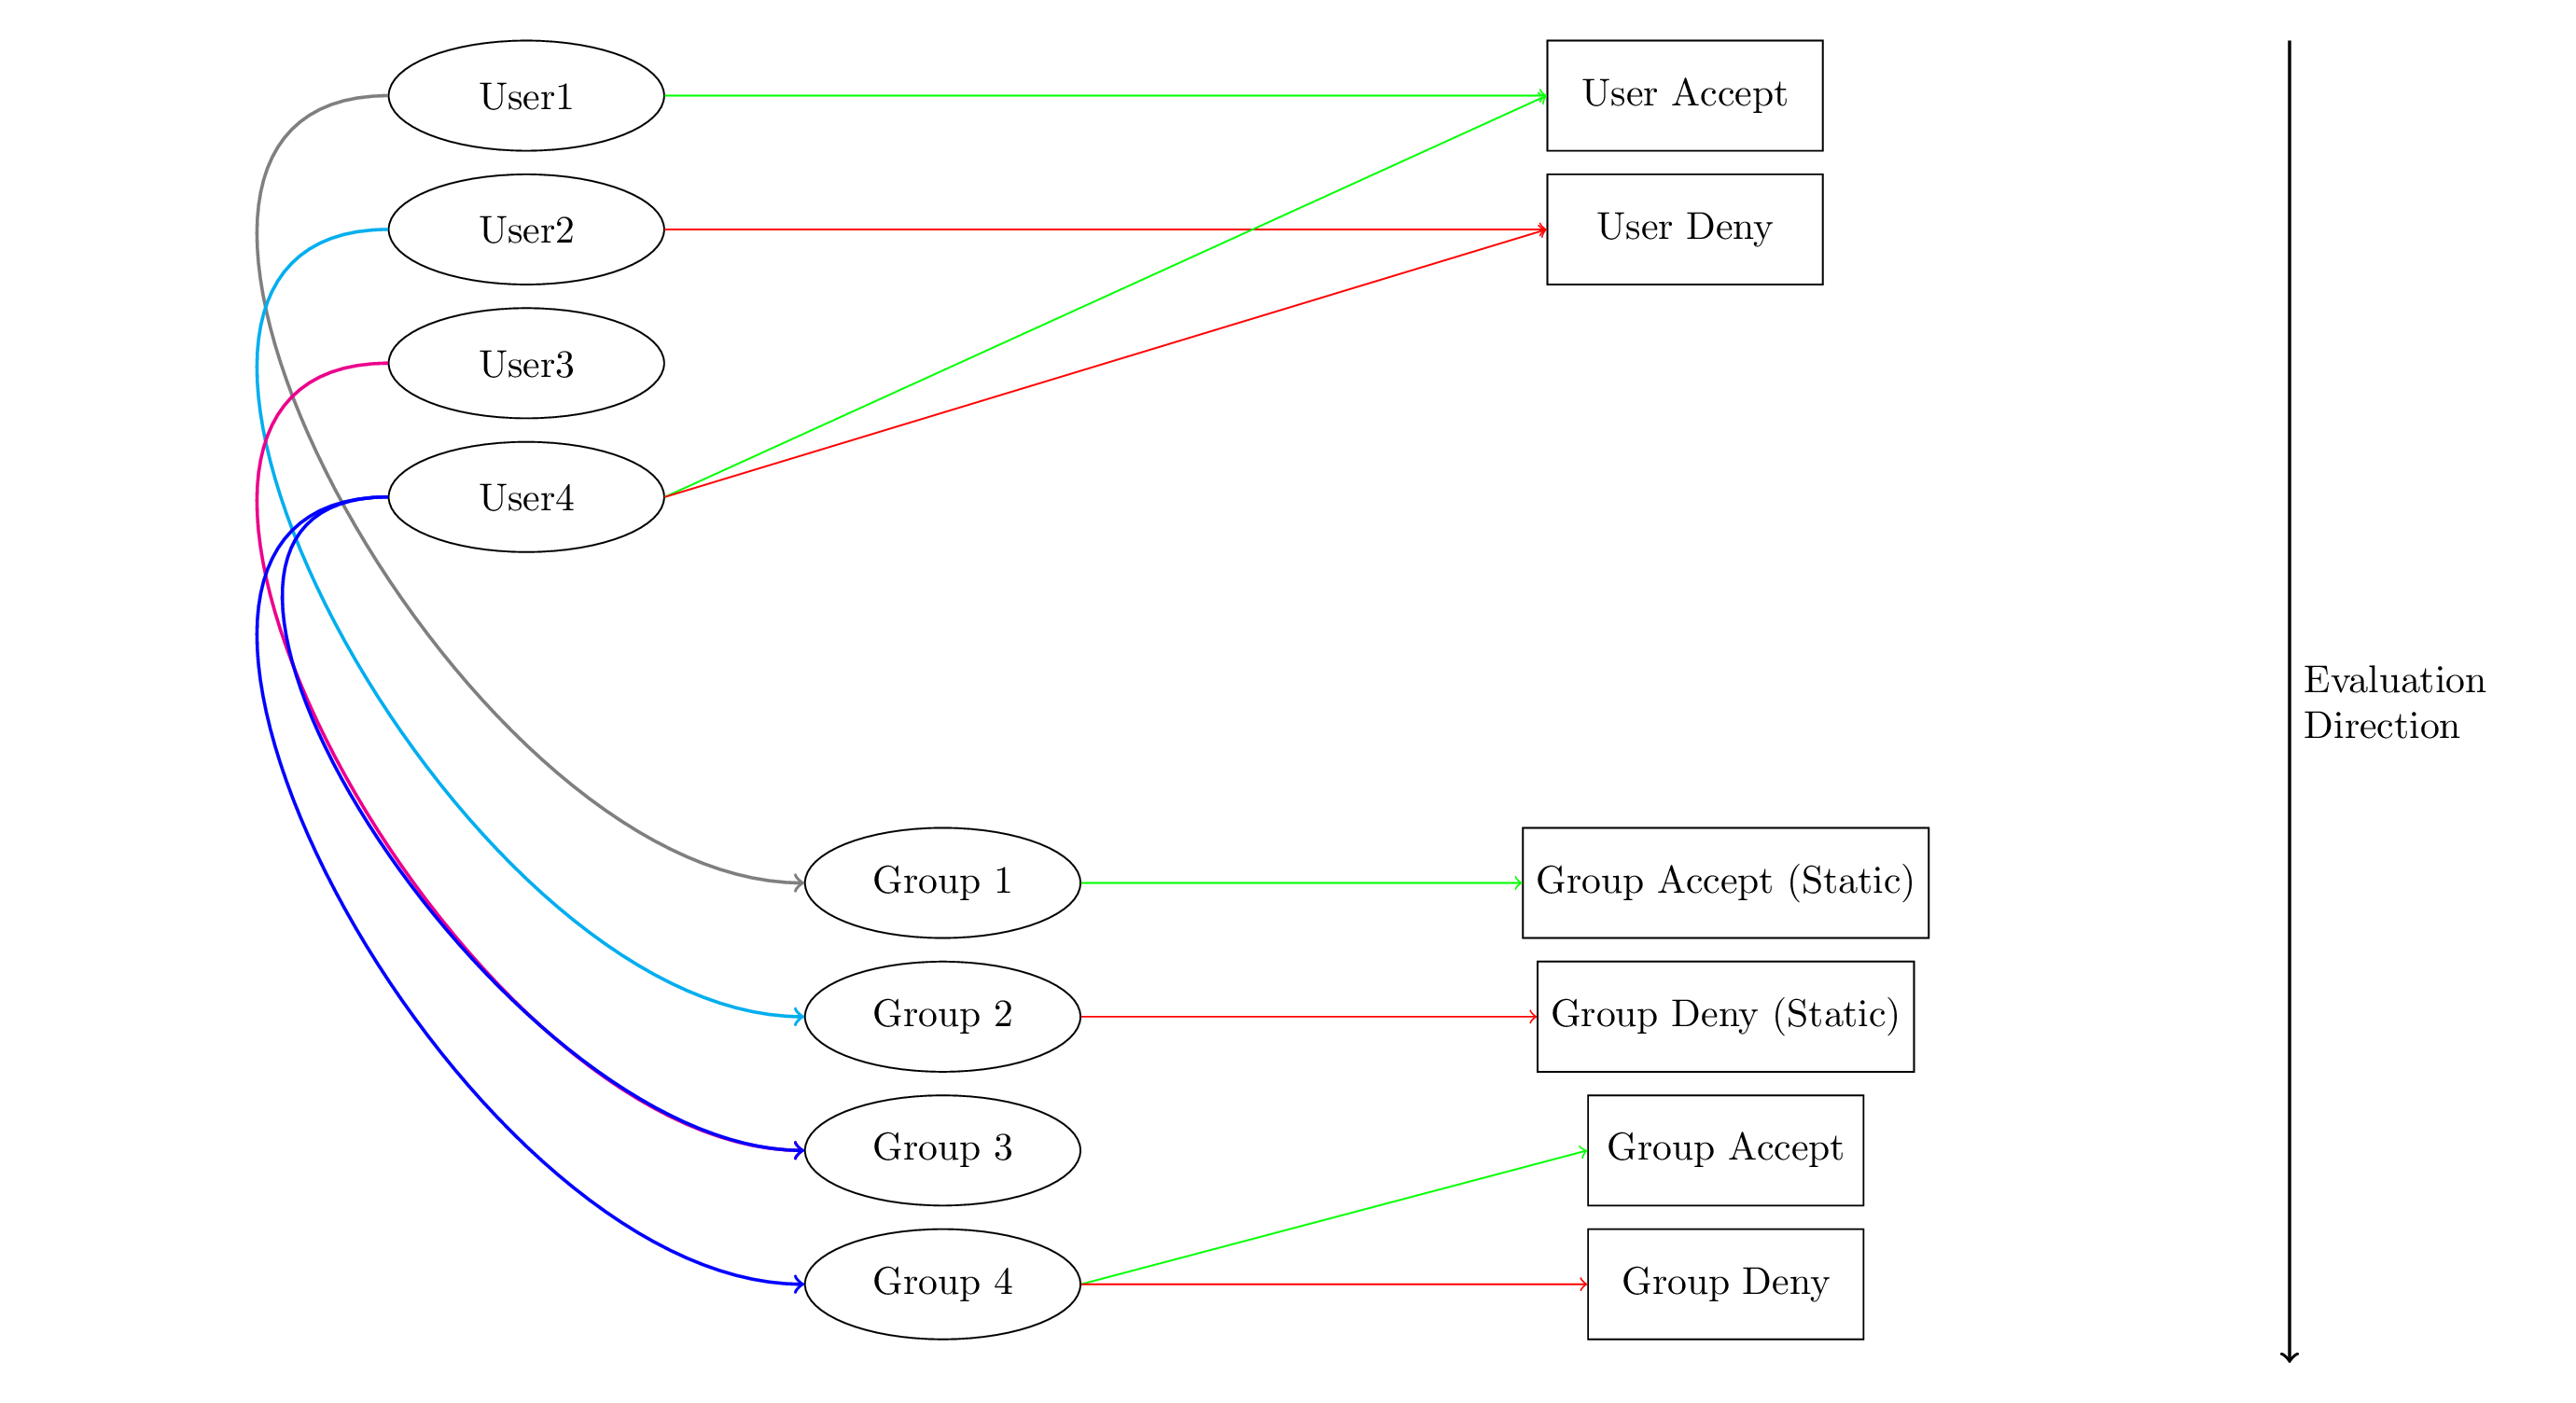 User1
User Accept
User2
User Deny
User3
User4
Evaluation
Direction
Group 1
Group Accept (Static)
Group 2
Group Deny (Static)
Group 3
Group Accept
Group 4
Group Deny